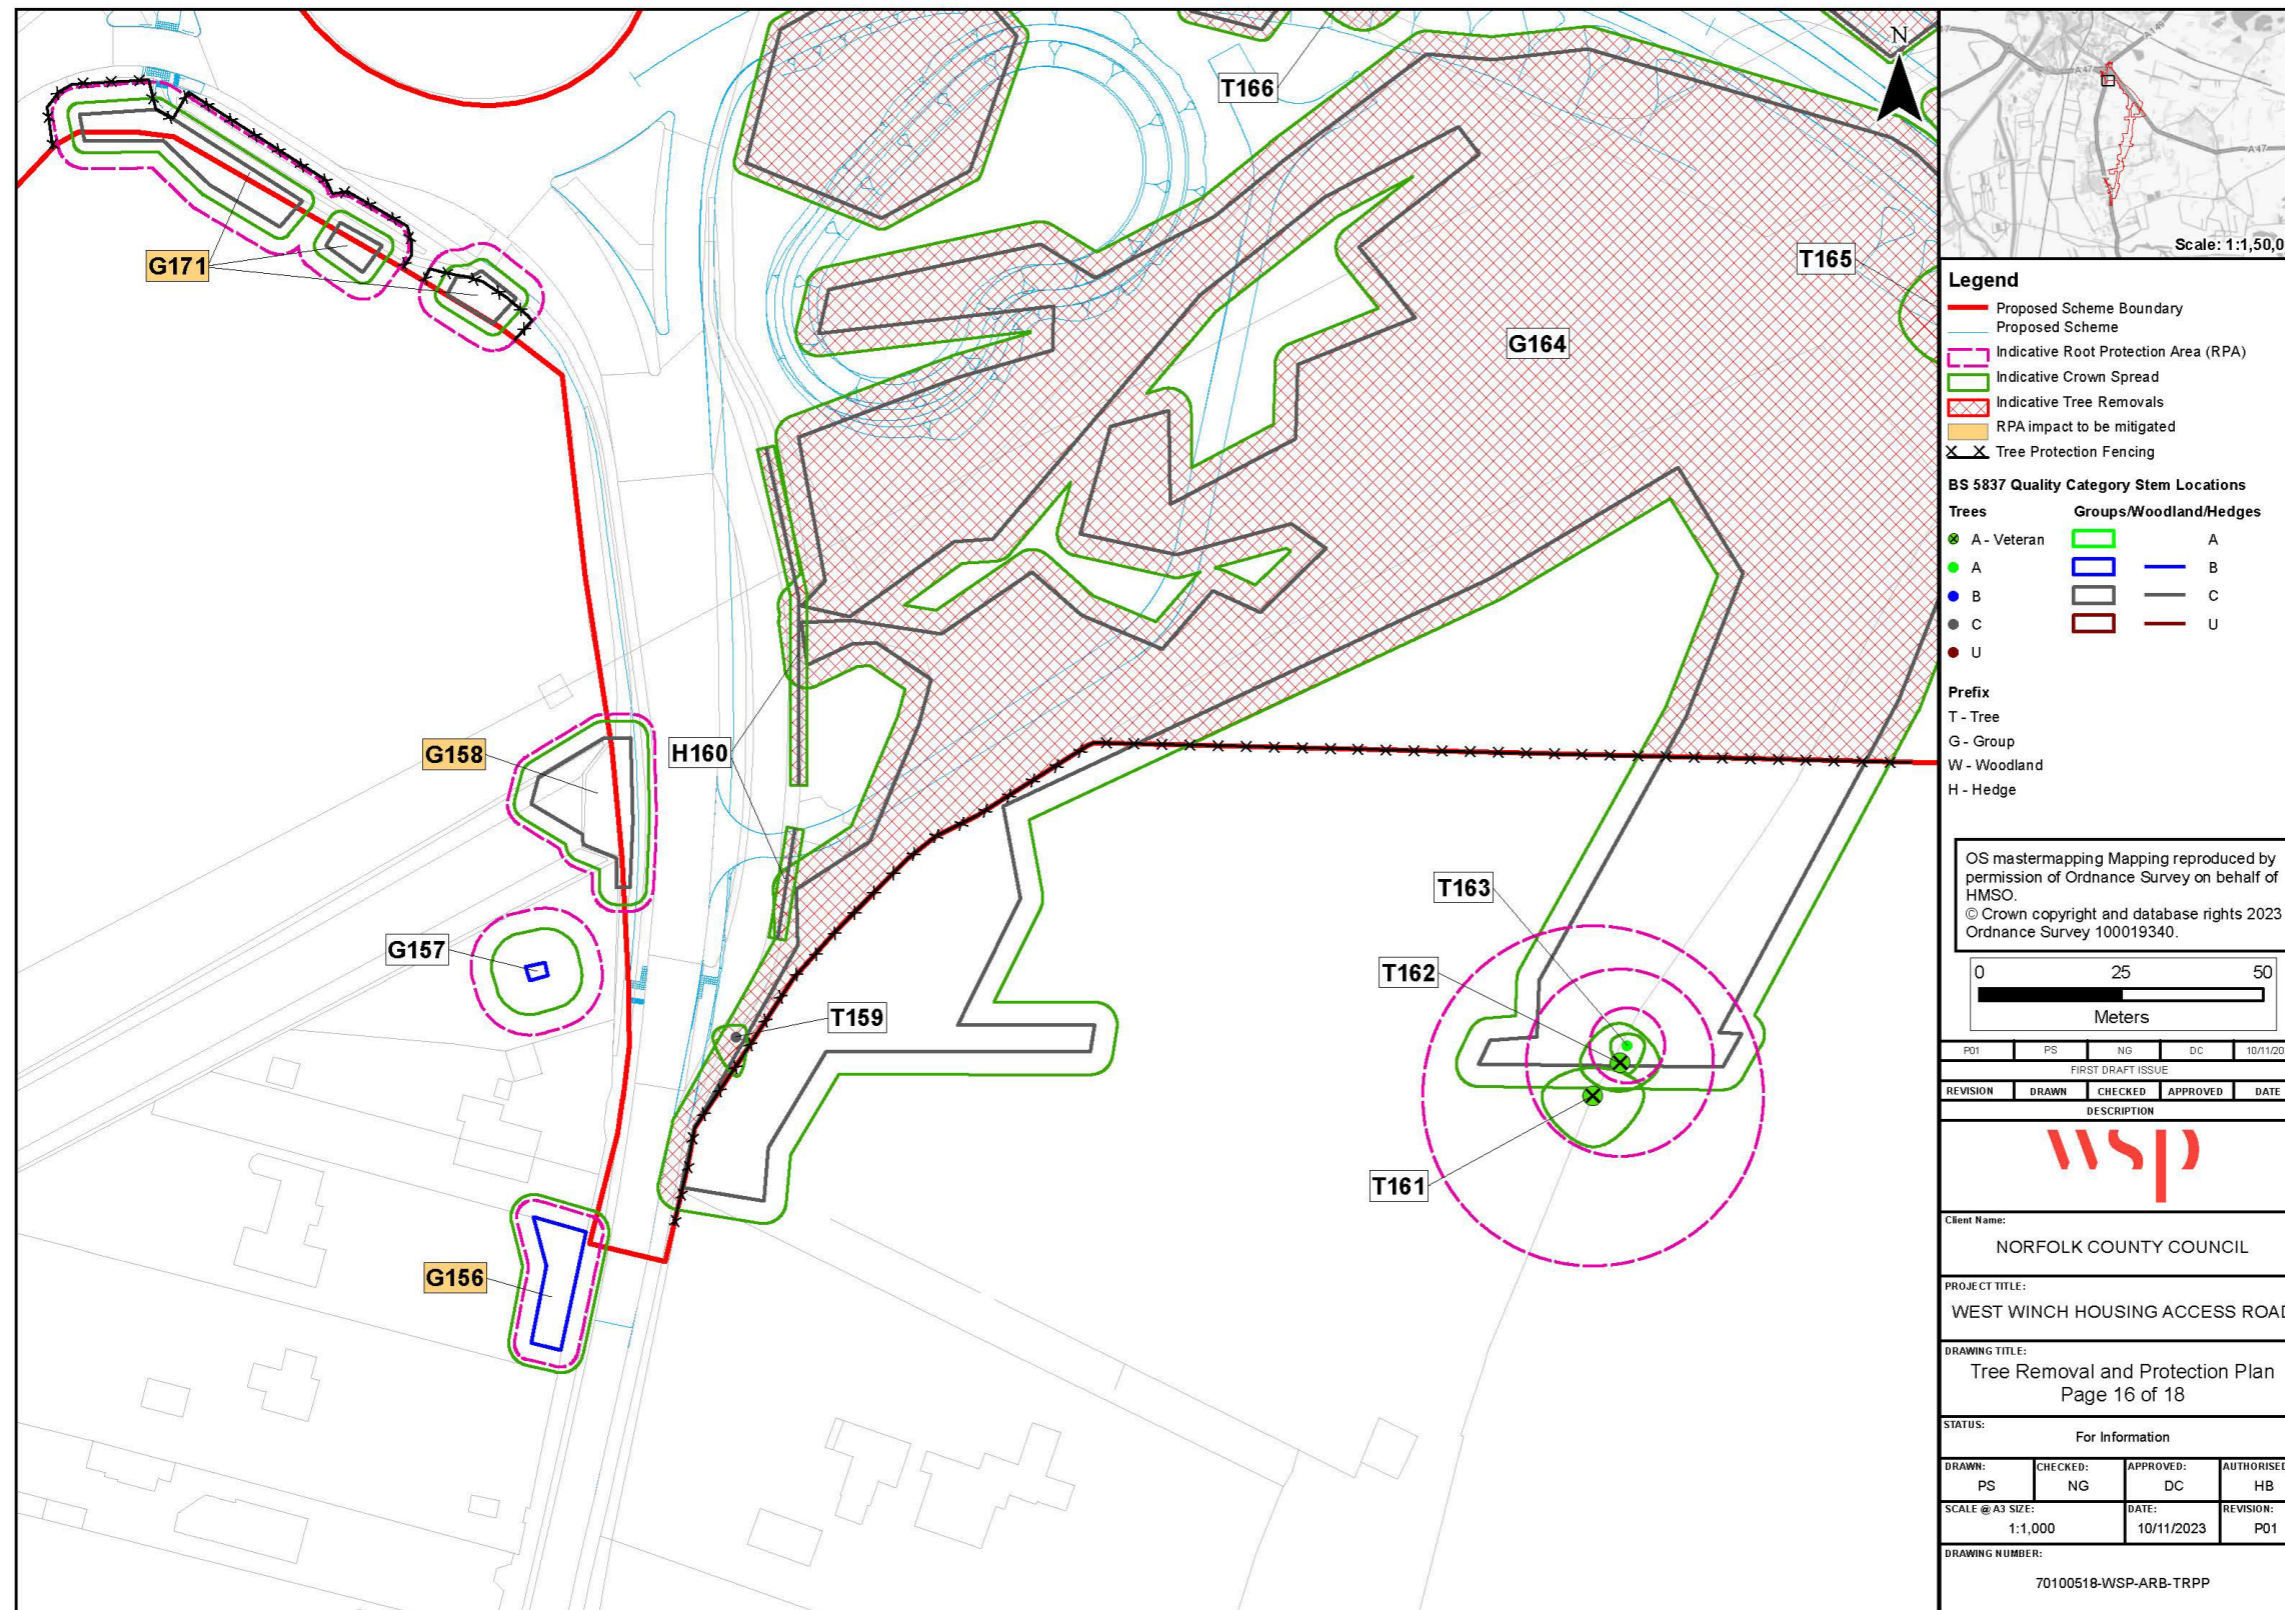 T166
N
G171
T165
G164
G158
H160
G157
T163
T162
T159
T161
G156
A149
A47
A47
Scale: 1:1,50,0
Legend
Proposed Scheme Boundary
Proposed Scheme
Indicative Root Protection Area (RPA)
Indicative Crown Spread
Indicative Tree Removals
RPA impact to be mitigated
Tree Protection Fencing
BS 5837 Quality Category Stem Locations
Trees Groups/Woodland/Hedges
A - Veteran A
A B
B C
C U
U
Prefix
T - Tree
G - Group
W - Woodland
H - Hedge
OS mastermapping Mapping reproduced by
permission of Ordnance Survey on behalf of
HMSO.
© Crown copyright and database rights 2023
Ordnance Survey 100019340.
0 25 50
Meters
P01 PS NG DC 10/11/20
FIRST DRAFT ISSUE
REVISION DRAWN CHECKED APPROVED DATE
DESCRIPTION
wsp
Client Name:
NORFOLK COUNTY COUNCIL
PROJECT TITLE:
WEST WINCH HOUSING ACCESS ROAD
DRAWING TITLE:
Tree Removal and Protection Plan
Page 16 of 18
STATUS:
For Information
DRAWN: CHECKED: APPROVED: AUTHORISED
PS NG DC HB
SCALE @ A3 SIZE: DATE: REVISION:
1:1,000 10/11/2023 P01
DRAWING NUMBER:
70100518-WSP-ARB-TRPP